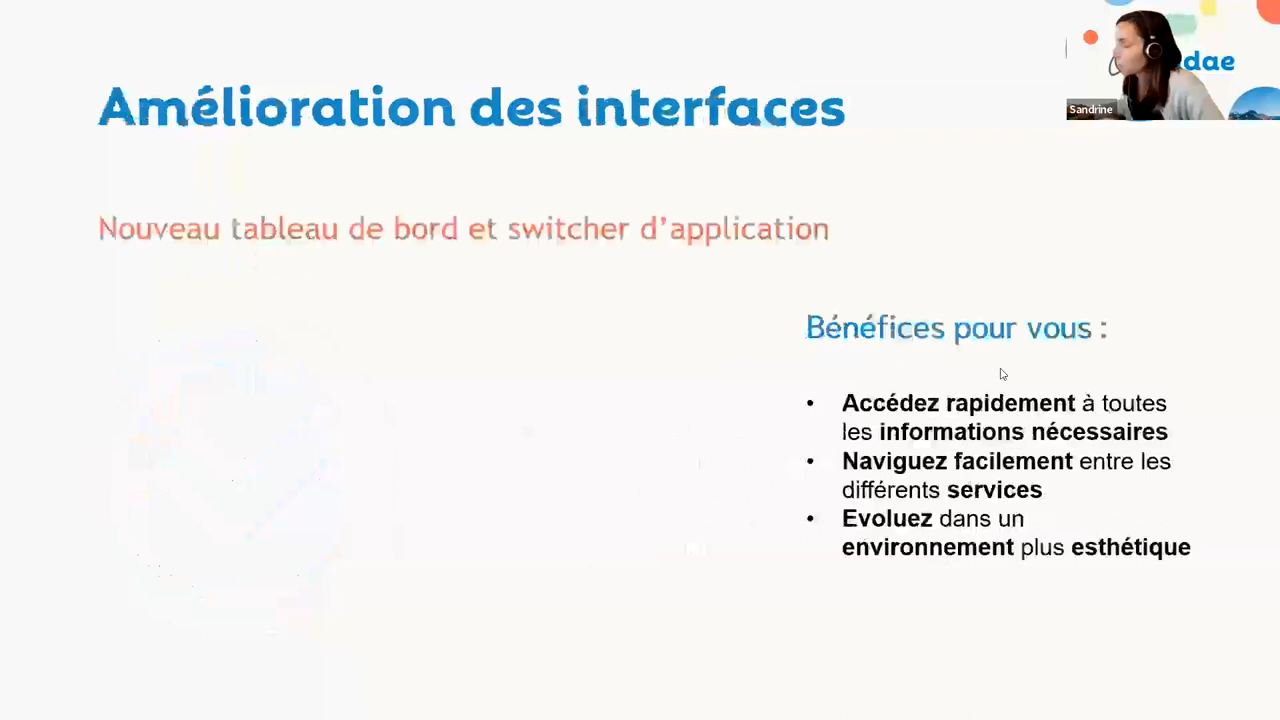 Amélioration des interfaces
dae
Sandrine
Nouveau tableau de bord et switcher d'application
Bénéfices pour vous :
• Accédez rapidement à toutes
les informations nécessaires
• Naviguez facilement entre les
différents services
• Evoluez dans un
environnement plus esthétique